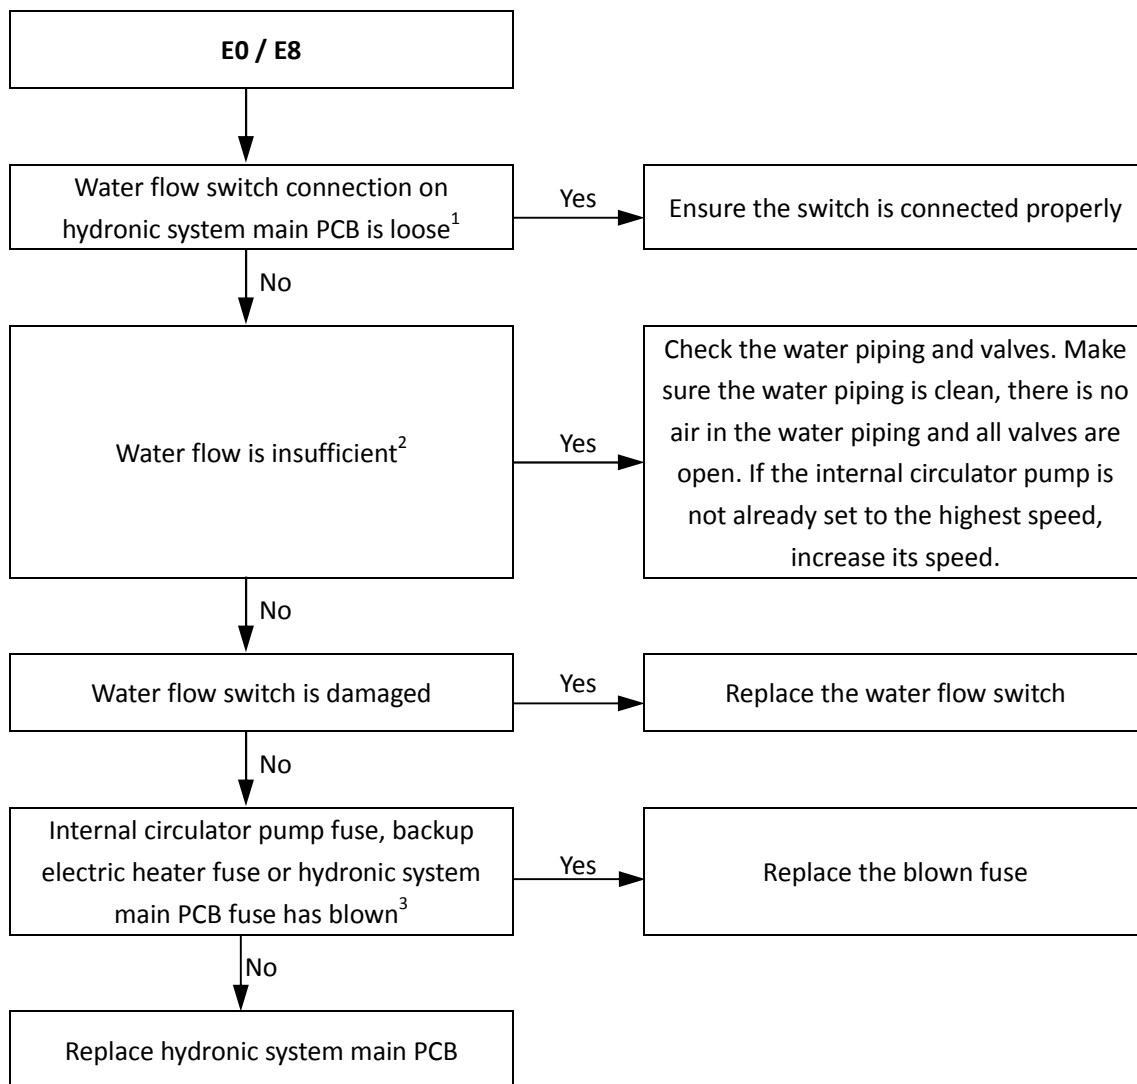 E0 / E8
Water flow switch connection on
hydronic system main PCB is loose1
Yes
Ensure the switch is connected properly
No
Water flow is insufficient2
Yes
Check the water piping and valves. Make
sure the water piping is clean, there is no
air in the water piping and all valves are
open. If the internal circulator pump is
not already set to the highest speed,
increase its speed.
No
Water flow switch is damaged
Yes
Replace the water flow switch
No
Internal circulator pump fuse, backup
electric heater fuse or hydronic system
main PCB fuse has blown3
Yes
Replace the blown fuse
No
Replace hydronic system main PCB